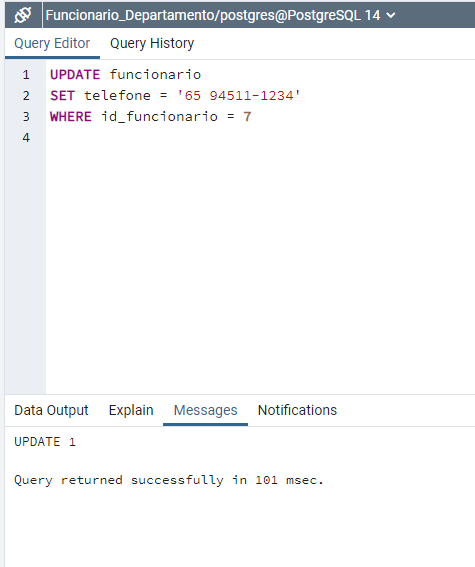 Funcionario_Departamento/postgres@PostgreSQL 14
Query Editor Query History
1 UPDATE funcionario
2 SET telefone = '65 94511-1234'
3 WHERE id_funcionario = 7
4
Data Output Explain Messages Notifications
UPDATE 1
Query returned successfully in 101 msec.